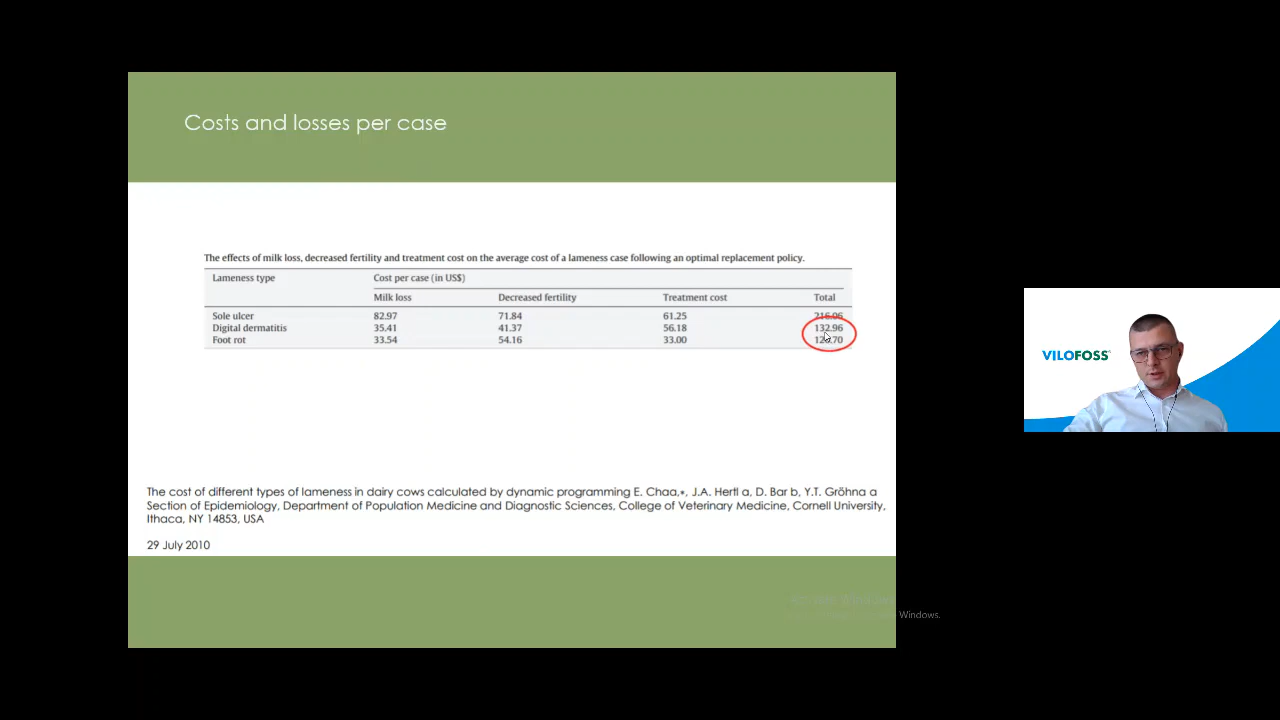 Costs and losses per case
The effects of milk loss, decreased fertility and treatment cost on the average cost of a lameness case following an optimal replacement policy.
Lameness type Cost per case (in US$)
Milk loss Decreased fertility Treatment cost Total
Sole ulcer 82.97 71.84 61.25 216.06
Digital dermatitis 35.41 41.37 56.18 132.96
Foot rot 33.54 54.16 33.00
VILOFOSS
The cost of different types of lameness in dairy cows calculated by dynamic programming E. Chaa,*, J.A. Hertl a, D. Bar b, Y.T. Gröhna a
Section of Epidemiology, Department of Population Medicine and Diagnostic Sciences, College of Veterinary Medicine, Cornell University,
Ithaca, NY 14853, USA
29 July 2010
Windows.